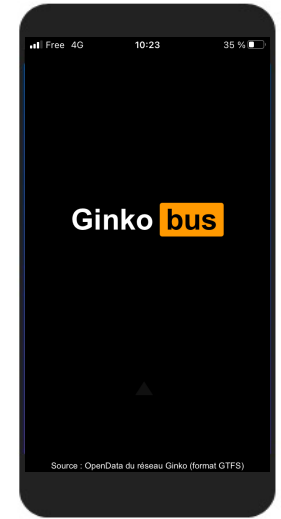 Free 4G 10:23 35 %
Ginko bus
Source : OpenData du réseau Ginko (format GTFS)